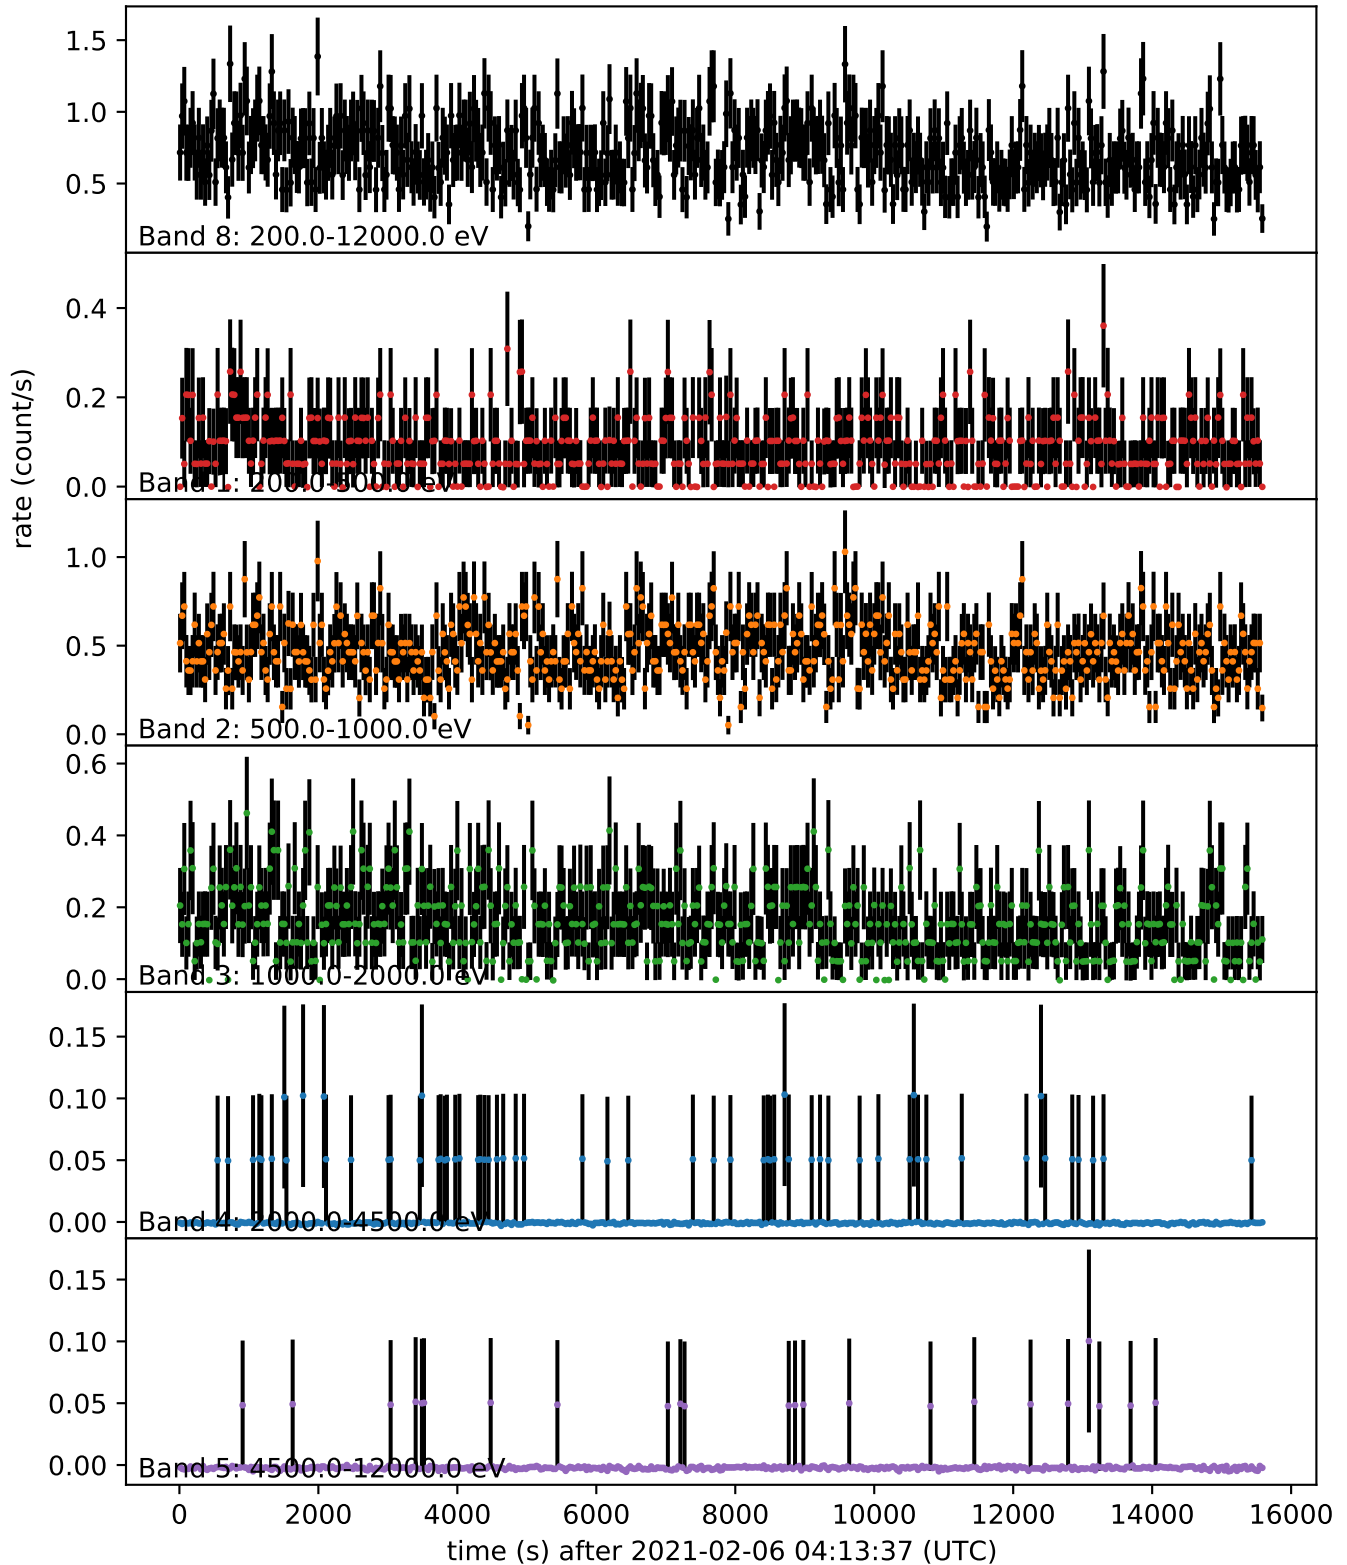 1.5
1.0
0.5
Band 8: 200.0-12000.0 eV
0.4
0.2
0.0
Band 1: 200.0-500.0 eV
rate (count/s)
1.0
0.5
0.0
Band 2: 500.0-1000.0 eV
0.6
0.4
0.2
0.0
Band 3: 1000.0-2000.0 eV
0.15
0.10
0.05
0.00
Band 4: 2000.0-4500.0 eV
0.15
0.10
0.05
0.00
Band 5: 4500.0-12000.0 eV
0 2000 4000 6000 8000 10000 12000 14000 16000
time (s) after 2021-02-06 04:13:37 (UTC)